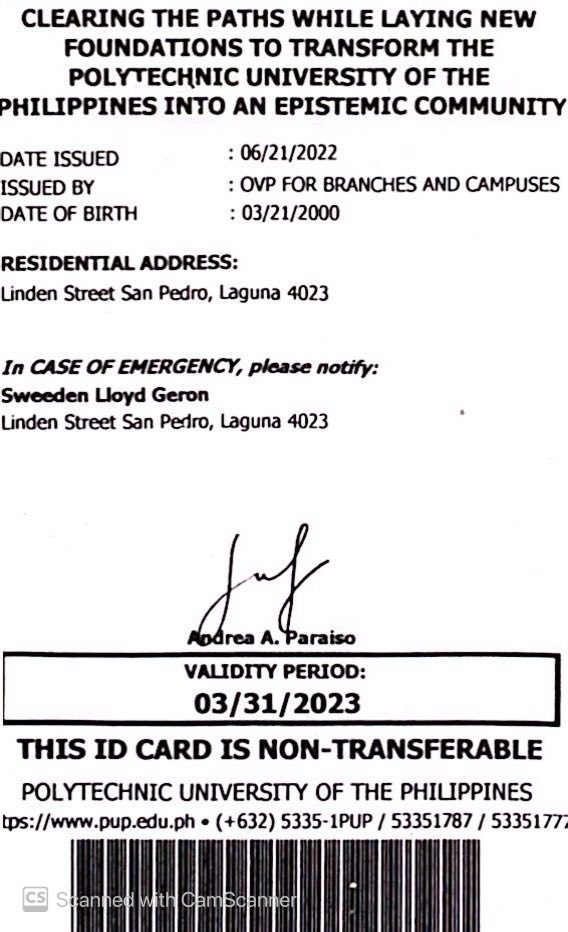 CLEARING THE PATHS WHILE LAYING NEW
FOUNDATIONS TO TRANSFORM THE
POLYTECHNIC UNIVERSITY OF THE
PHILIPPINES INTO AN EPISTEMIC COMMUNITY
DATE ISSUED : 06/21/2022
ISSUED BY : OVP FOR BRANCHES AND CAMPUSES
DATE OF BIRTH : 03/21/2000
RESIDENTIAL ADDRESS:
Linden Street San Pedro, Laguna 4023
In CASE OF EMERGENCY, please notify:
Sweeden Lloyd Geron
Linden Street San Pedro, Laguna 4023
Andrea A. Paraiso
VALIDITY PERIOD:
03/31/2023
THIS ID CARD IS NON-TRANSFERABLE
POLYTECHNIC UNIVERSITY OF THE PHILIPPINES
tps://www.pup.edu.ph • (+632) 5335-1PUP / 53351787 / 5335177
CS Scanned with CamScanner